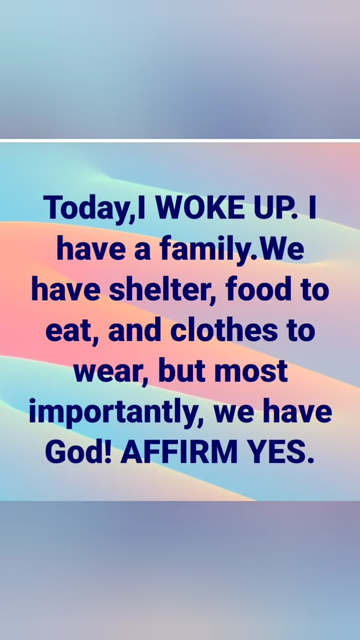 Today,I WOKE UP. I
have a family.We
have shelter, food to
eat, and clothes to
wear, but most
importantly, we have
God! AFFIRM YES.